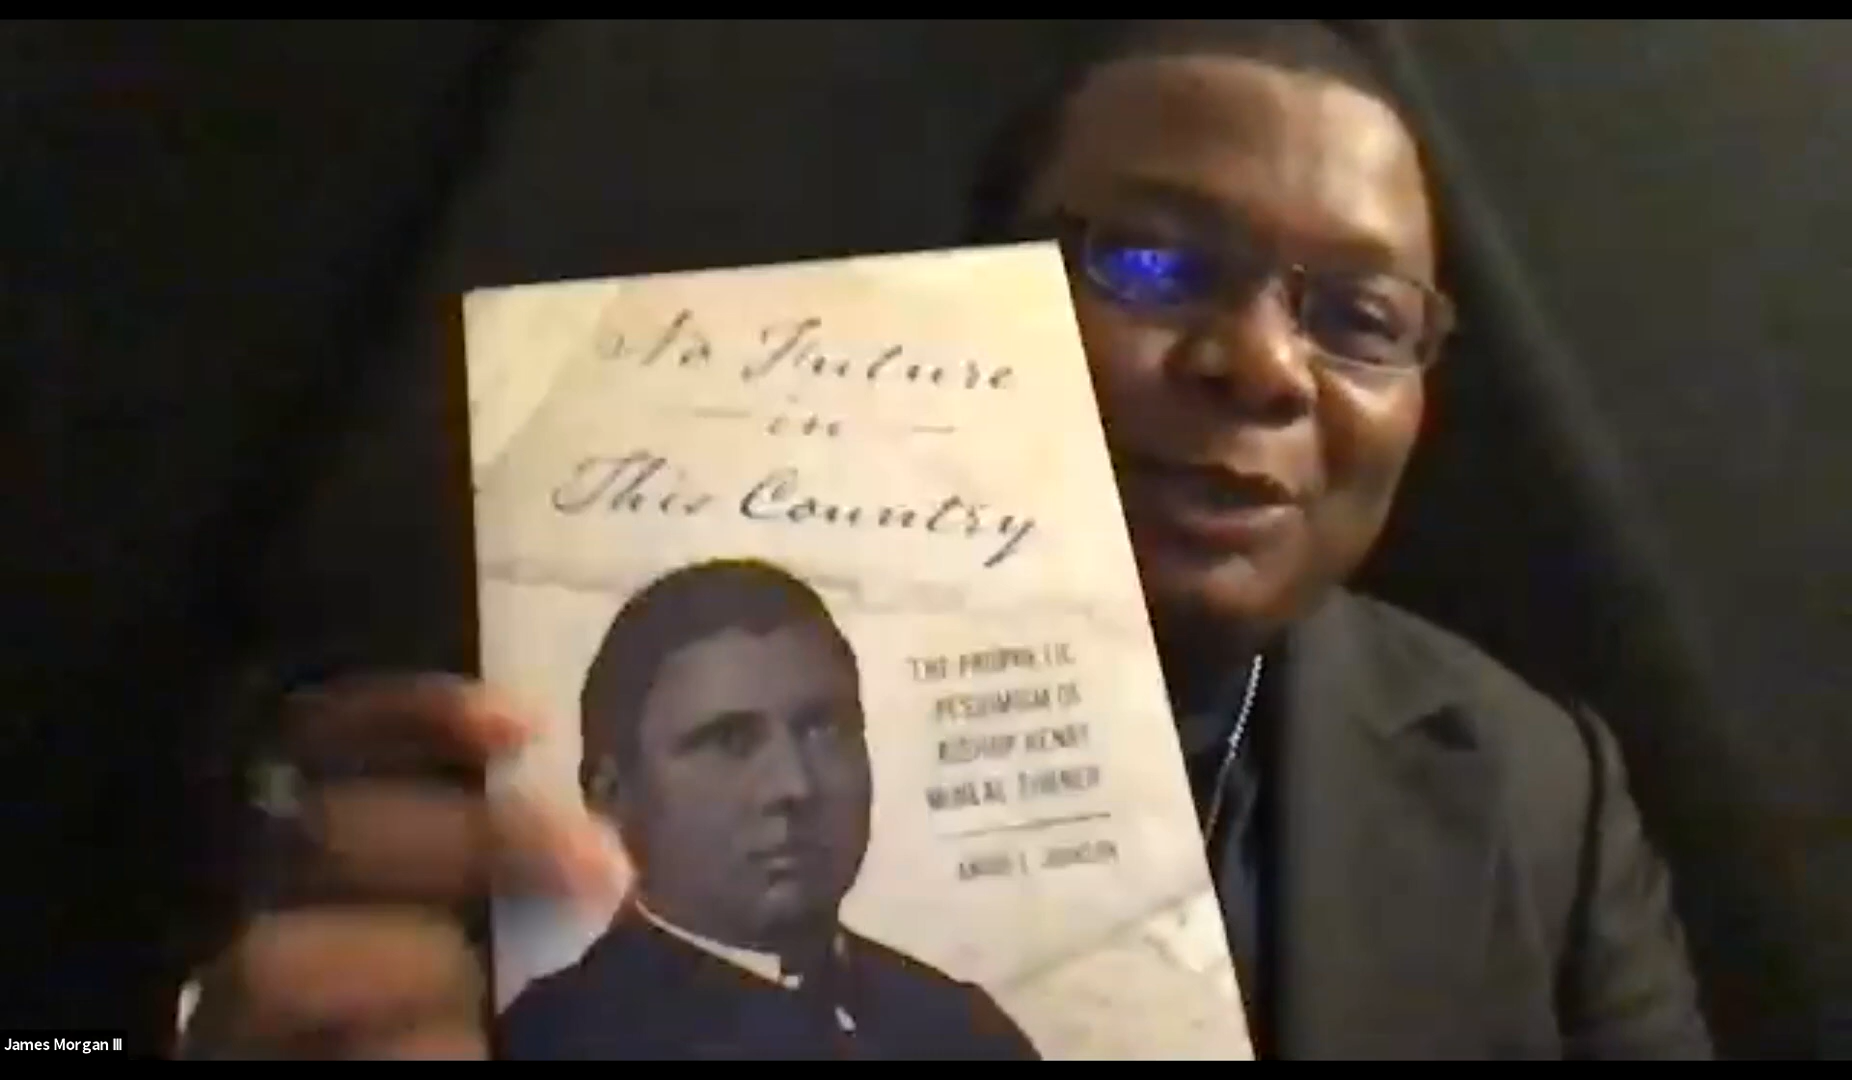 No Future
in
This Country
THE PROPHETIC
PESSIMISM OF
BISHOP HENRY
MCNEAL TURNER
ANDRE E. JOHNSON
James Morgan III